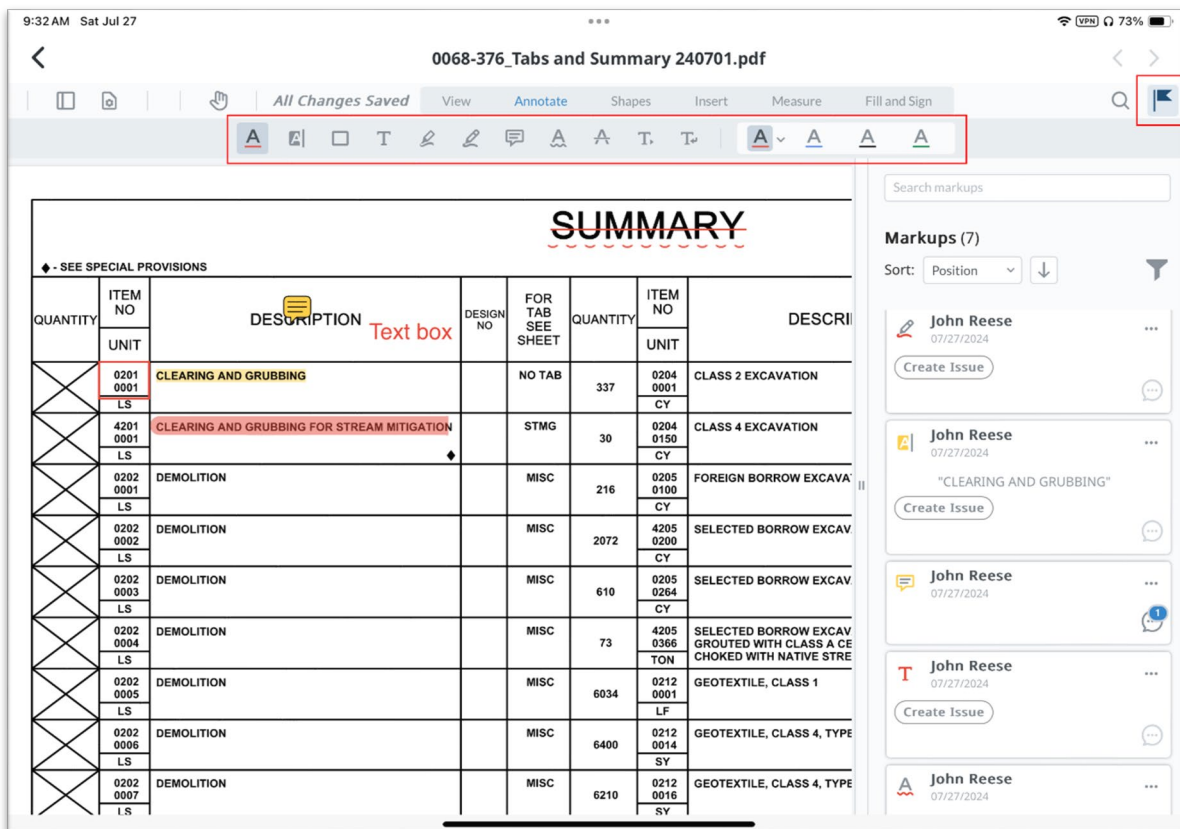 9:32 AM Sat Jul 27
VPN 73%
0068-376_Tabs and Summary 240701.pdf
All Changes Saved View Annotate Shapes Insert Measure Fill and Sign
Search markups
SUMMARY
♦ - SEE SPECIAL PROVISIONS
QUANTITY ITEM NO UNIT DESCRIPTION Text box DESIGN NO FOR TAB SEE SHEET QUANTITY ITEM NO UNIT DESCRI
0201 0001 LS CLEARING AND GRUBBING NO TAB 337 0204 0001 CY CLASS 2 EXCAVATION
4201 0001 LS CLEARING AND GRUBBING FOR STREAM MITIGATION ♦ STMG 30 0204 0150 CY CLASS 4 EXCAVATION
0202 0001 LS DEMOLITION MISC 216 0205 0100 CY FOREIGN BORROW EXCAVA
0202 0002 LS DEMOLITION MISC 2072 4205 0200 CY SELECTED BORROW EXCAV
0202 0003 LS DEMOLITION MISC 610 0205 0264 CY SELECTED BORROW EXCAV
0202 0004 LS DEMOLITION MISC 73 4205 0366 TON SELECTED BORROW EXCAV
GROUTED WITH CLASS A CE
CHOKED WITH NATIVE STRE
0202 0005 LS DEMOLITION MISC 6034 0212 0001 LF GEOTEXTILE, CLASS 1
0202 0006 LS DEMOLITION MISC 6400 0212 0014 SY GEOTEXTILE, CLASS 4, TYPE
0202 0007 LS DEMOLITION MISC 6210 0212 0016 SY GEOTEXTILE, CLASS 4, TYPE
Markups (7)
Sort: Position
John Reese
07/27/2024
Create Issue
John Reese
07/27/2024
"CLEARING AND GRUBBING"
Create Issue
John Reese
07/27/2024
1
John Reese
07/27/2024
Create Issue
John Reese
07/27/2024